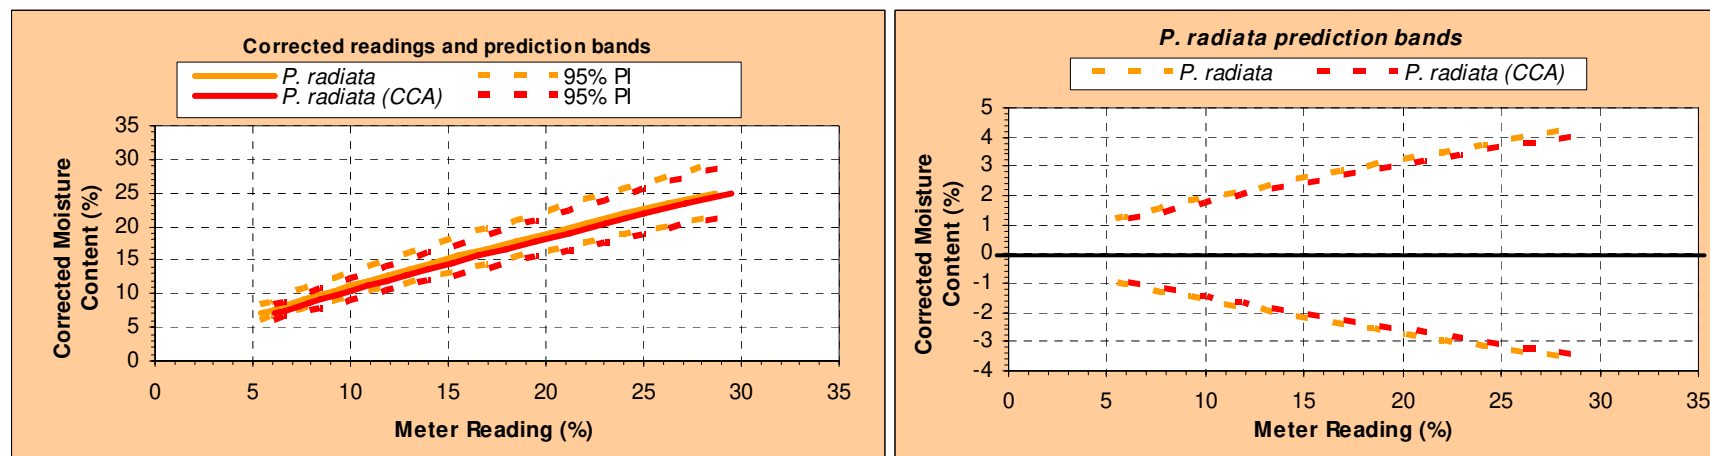 Corrected readings and prediction bands
P. radiata 95% PI
P. radiata (CCA) 95% PI
Corrected Moisture
Content (%)
35
30
25
20
15
10
5
0
0 5 10 15 20 25 30 35
Meter Reading (%)
P. radiata prediction bands
P. radiata P. radiata (CCA)
Corrected Moisture
Content (%)
5
4
3
2
1
0
-1
-2
-3
-4
0 5 10 15 20 25 30 35
Meter Reading (%)